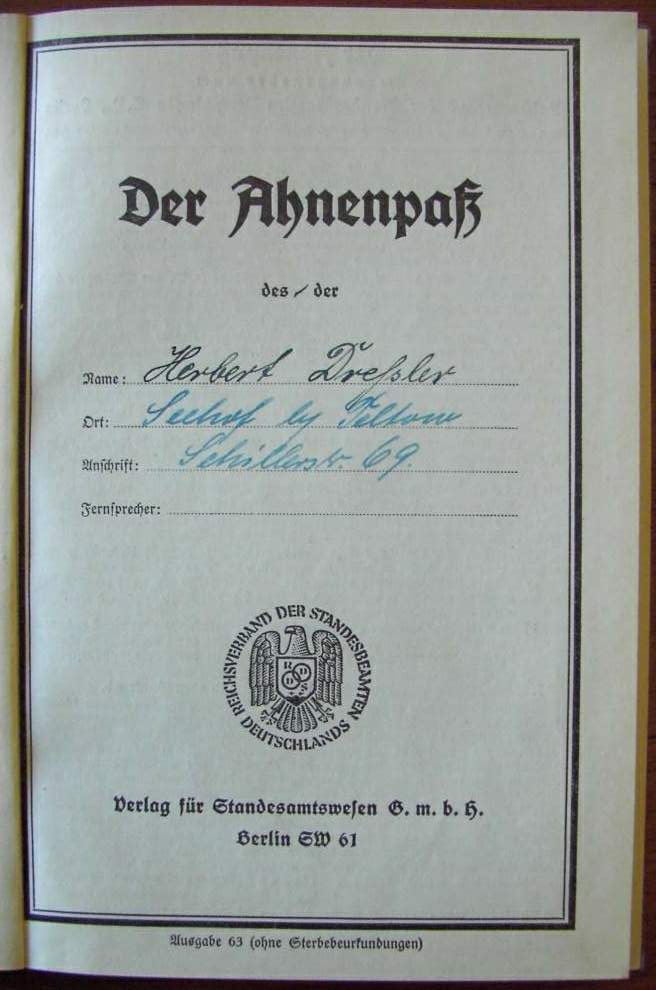 Der Ahnenpaß
des / der
Name: Herbert Dreßler
Ort: Seehof by Teltow
Anschrift: Schillerstr. 69.
Fernsprecher:
REICHSVERBAND DER STANDESBEAMTEN DEUTSCHLANDS
R D
D S
Verlag für Standesamtswesen G. m. b. H.
Berlin SW 61
Ausgabe 63 (ohne Sterbebeurkundungen)